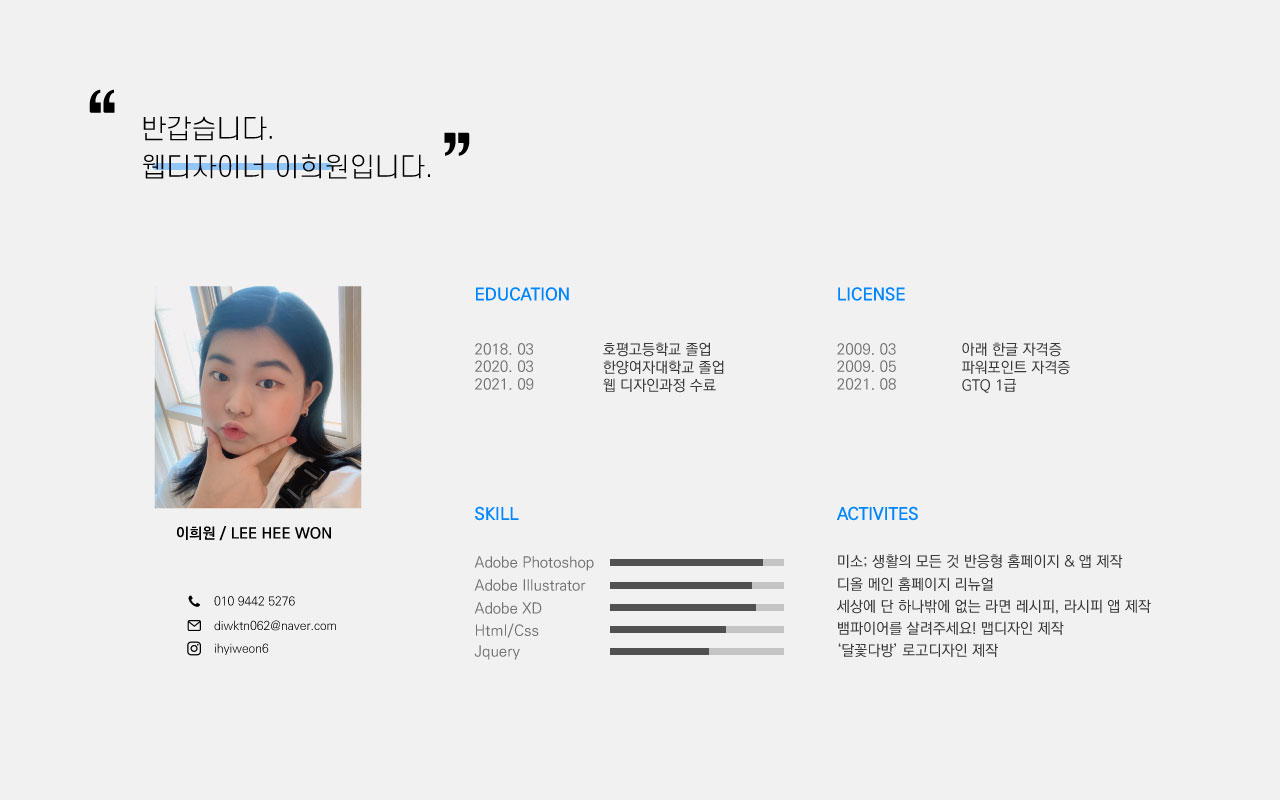 “ 반갑습니다.
웹디자이너 이희원입니다. ”
이희원 / LEE HEE WON
010 9442 5276
diwktn062@naver.com
ihyiweon6
EDUCATION
2018. 03 호평고등학교 졸업
2020. 03 한양여자대학교 졸업
2021. 09 웹 디자인과정 수료
LICENSE
2009. 03 아래 한글 자격증
2009. 05 파워포인트 자격증
2021. 08 GTQ 1급
SKILL
Adobe Photoshop
Adobe Illustrator
Adobe XD
Html/Css
Jquery
ACTIVITES
미소: 생활의 모든 것 반응형 홈페이지 & 앱 제작
디올 메인 홈페이지 리뉴얼
세상에 단 하나밖에 없는 라면 레시피, 라시피 앱 제작
뱀파이어를 살려주세요! 맵디자인 제작
‘달꽃다방’ 로고디자인 제작